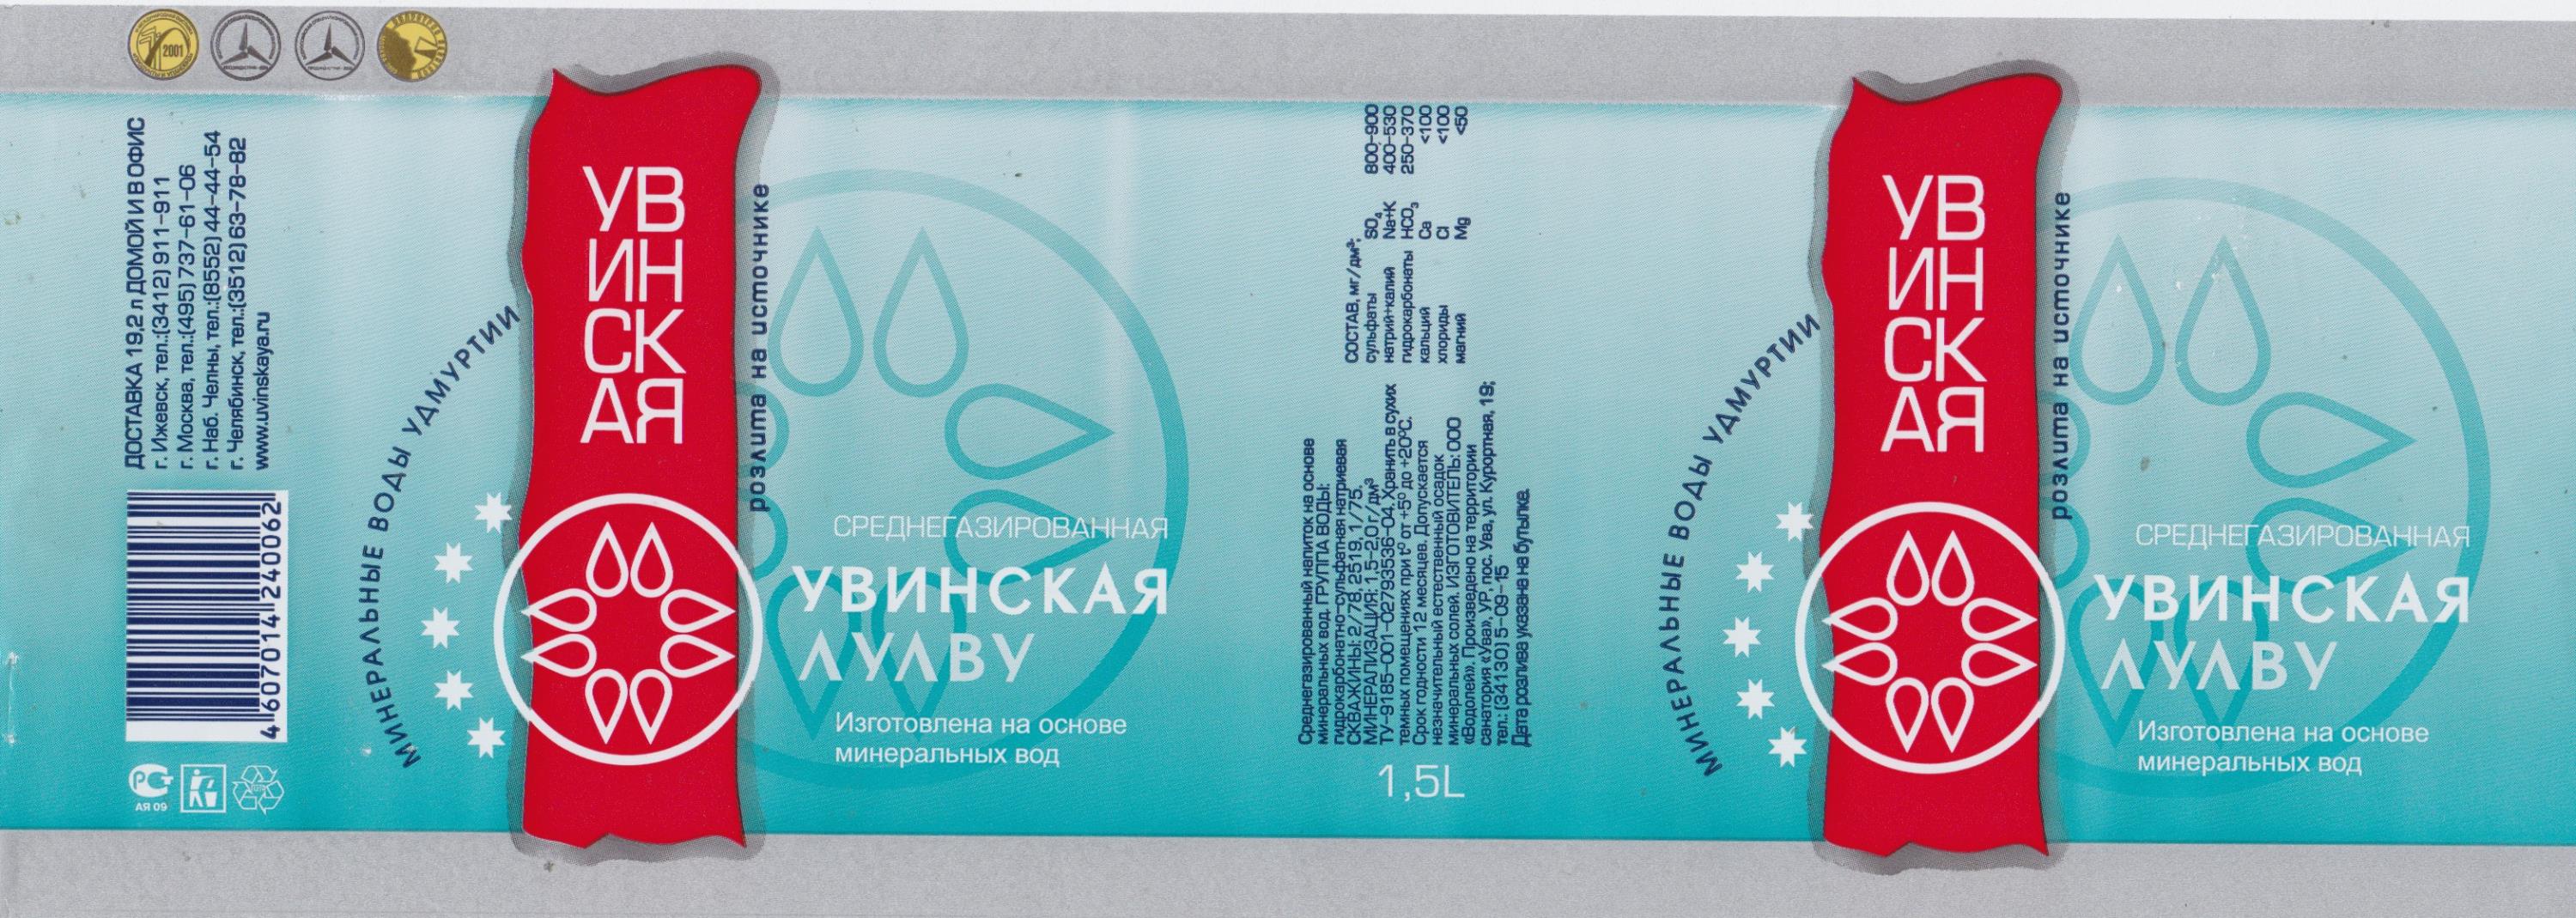 2001
ДОСТАВКА 19,2 л ДОМОЙ И В ОФИС
г. Ижевск, тел.:(3412) 911-911
г. Москва, тел.:(495) 737-61-06
г. Наб. Челны, тел.:(8552) 44-44-54
г. Челябинск, тел.:(3512) 63-78-82
www.uvinskaya.ru
4 607014 240062
РСТ
АЯ 09
МИНЕРАЛЬНЫЕ ВОДЫ УДМУРТИИ
УВ
ИН
СК
АЯ
розлита на источнике
СРЕДНЕГАЗИРОВАННАЯ
УВИНСКАЯ
ЛУЛВУ
Изготовлена на основе
минеральных вод
Среднегазированный напиток на основе
минеральных вод. ГРУППА ВОДЫ:
гидрокарбонатно-сульфатная натриевая
СКВАЖИНЫ: 2/78, 2519, 1/75.
МИНЕРАЛИЗАЦИЯ: 1,5-2,0 г/дм³
ТУ-9185-001-02793536-04. Хранить в сухих
темных помещениях при t° от +5° до +20°С.
Срок годности 12 месяцев. Допускается
незначительный естественный осадок
минеральных солей. ИЗГОТОВИТЕЛЬ: ООО
«Водолей». Произведено на территории
санатория «Ува», УР, пос. Ува, ул. Курортная, 19;
тел.: (34130)5-09-15
Дата розлива указана на бутылке.
СОСТАВ, мг/дм³:
сульфаты SO₄ 800-900
натрий+калий Na+K 400-530
гидрокарбонаты HCO₃ 250-370
кальций Ca <100
хлориды Cl <100
магний Mg <50
1,5L
МИНЕРАЛЬНЫЕ ВОДЫ УДМУРТИИ
УВ
ИН
СК
АЯ
розлита на источнике
СРЕДНЕГАЗИРОВАННАЯ
УВИНСКАЯ
ЛУЛВУ
Изготовлена на основе
минеральных вод